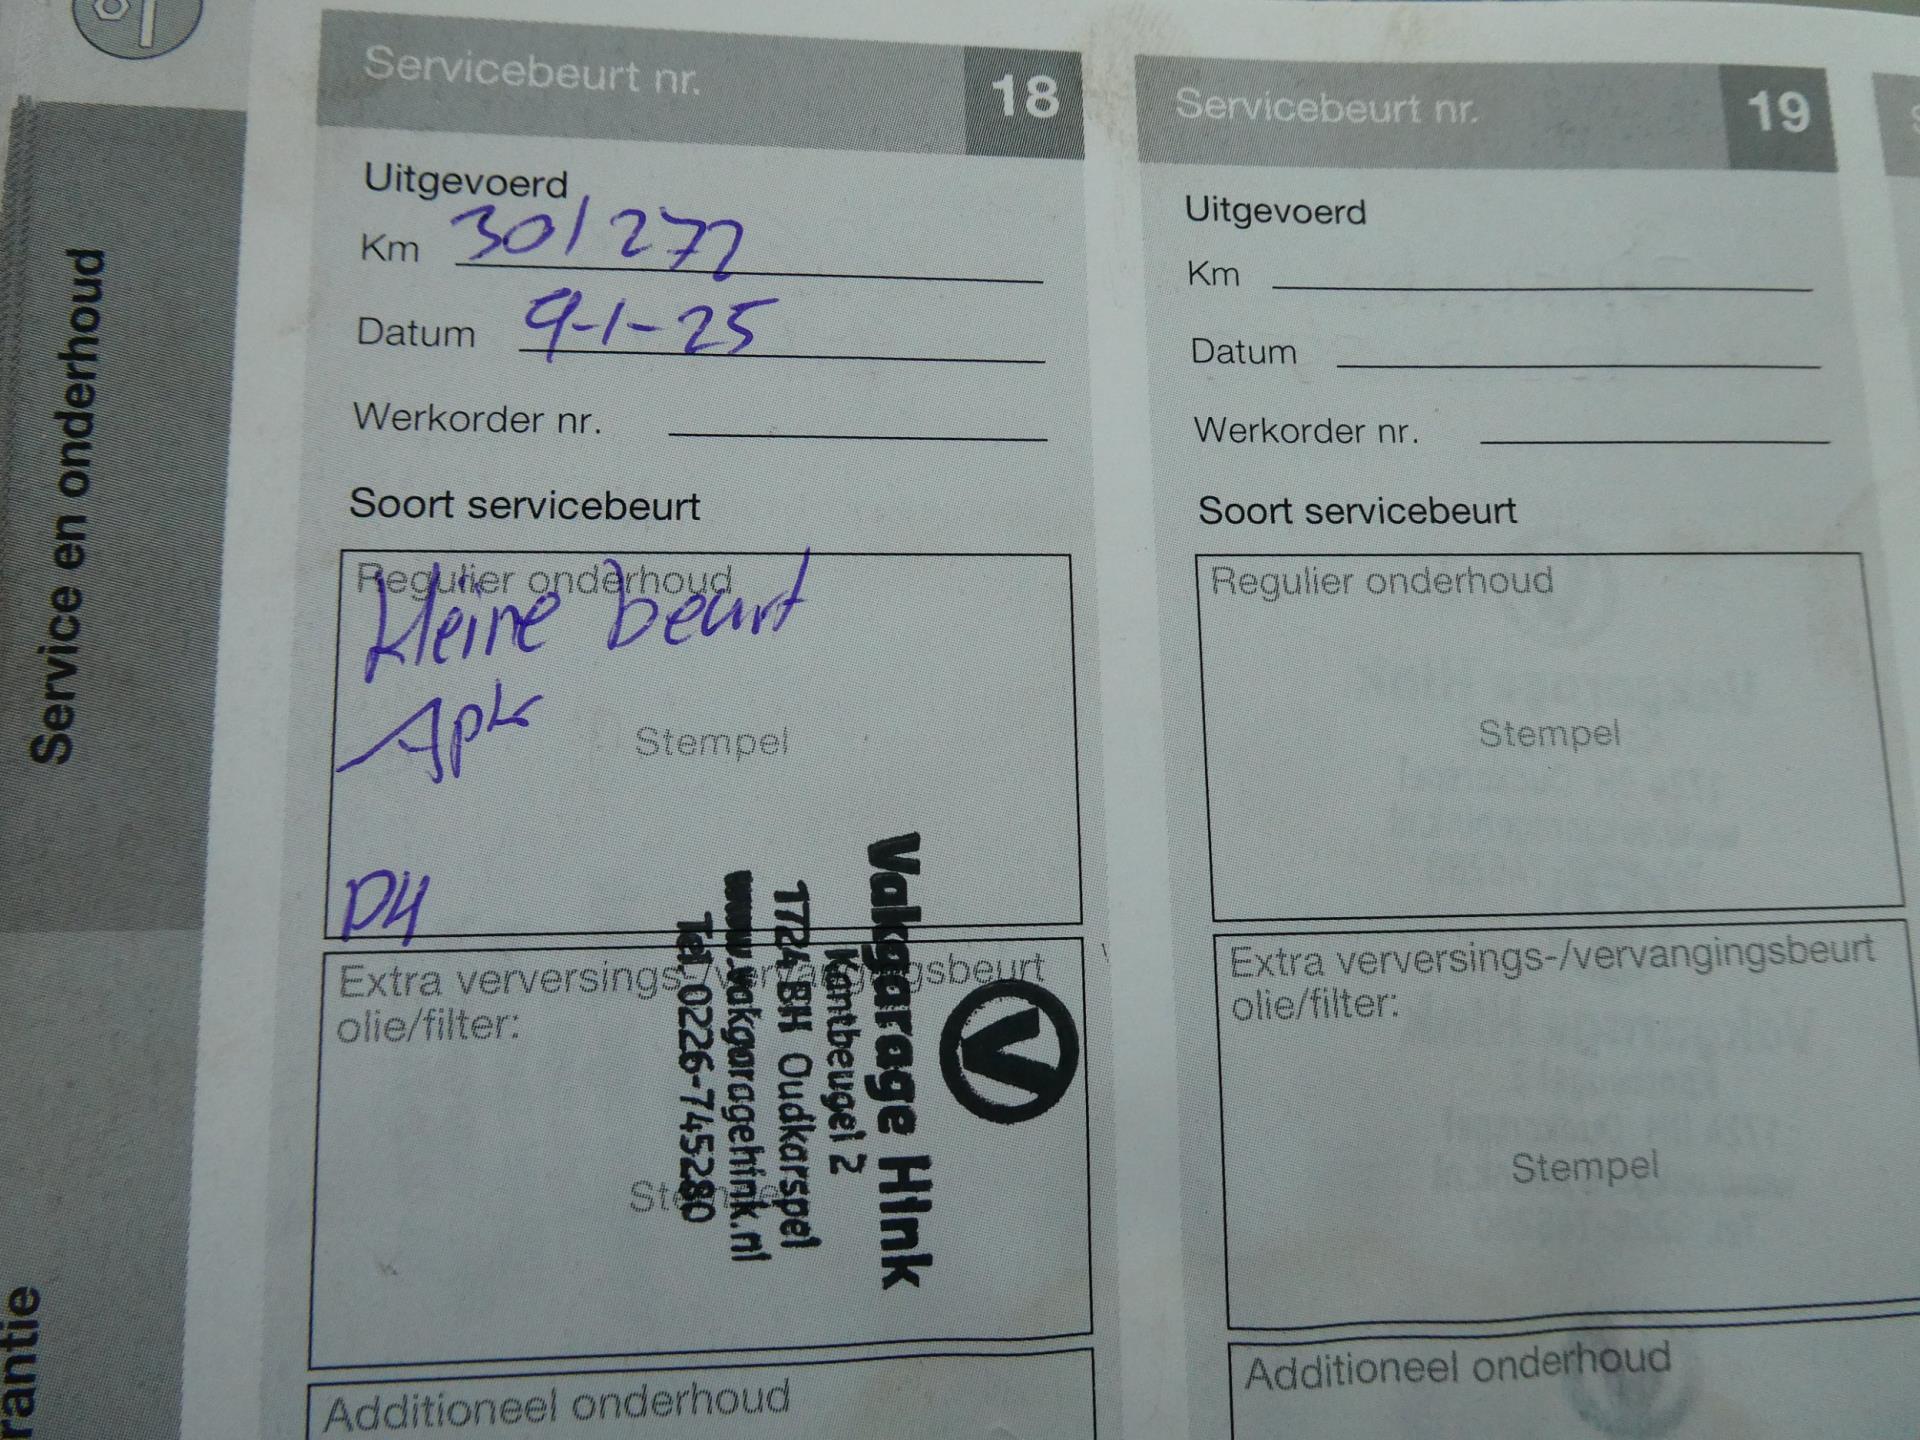 Servicebeurt nr. 18
Uitgevoerd
Km 301272
Datum 9-1-25
Werkorder nr.
Soort servicebeurt
Regulier onderhoud
kleine beurt
Apk
Stempel
D4
Extra verversings-/vervangingsbeurt
olie/filter:
Stempel
Vakgarage Hink
Kantbeugel 2
1724 BH Oudkarspel
www.vakgaragehink.nl
Tel. 0226-745280
V
Additioneel onderhoud
Servicebeurt nr. 19
Uitgevoerd
Km
Datum
Werkorder nr.
Soort servicebeurt
Regulier onderhoud
Stempel
Extra verversings-/vervangingsbeurt
olie/filter:
Stempel
Additioneel onderhoud
Service en onderhoud
rantie